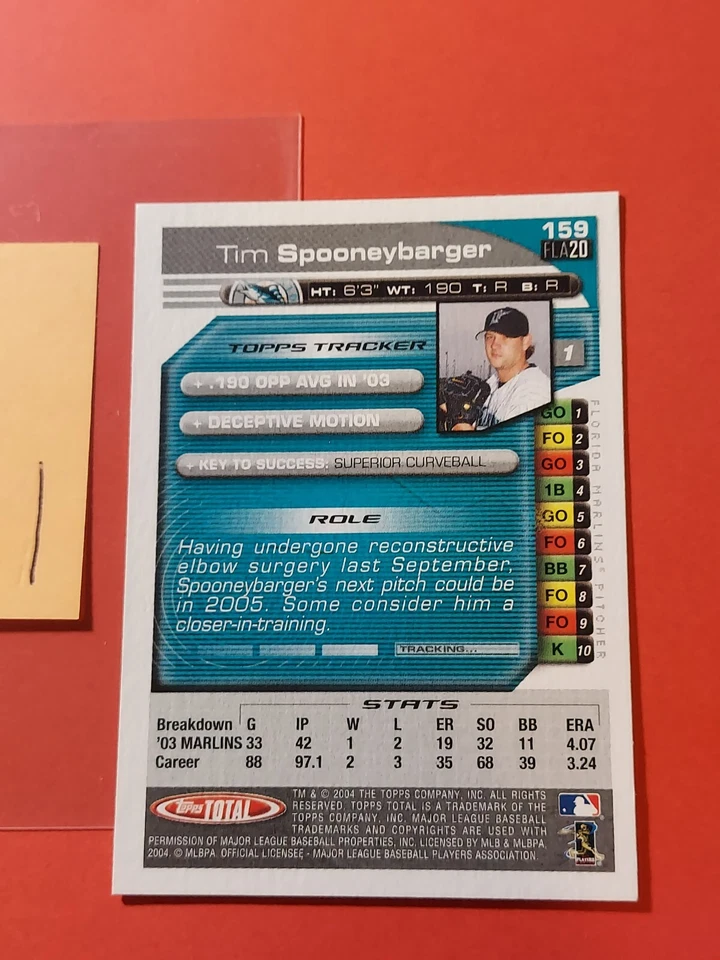 159
Tim Spooneybarger
FLA20
HT: 6'3" WT: 190 T: R B: R
TOPPS TRACKER
1
+ .190 OPP AVG IN '03
+ DECEPTIVE MOTION
+ KEY TO SUCCESS: SUPERIOR CURVEBALL
GO 1
FO 2
GO 3
1B 4
GO 5
FO 6
BB 7
FO 8
FO 9
K 10
FLORIDA MARLINS® PITCHER
ROLE
Having undergone reconstructive
elbow surgery last September,
Spooneybarger's next pitch could be
in 2005. Some consider him a
closer-in-training.
TRACKING...
STATS
Breakdown G IP W L ER SO BB ERA
'03 MARLINS 33 42 1 2 19 32 11 4.07
Career 88 97.1 2 3 35 68 39 3.24
Topps TOTAL
TM & © 2004 THE TOPPS COMPANY, INC. ALL RIGHTS
RESERVED. TOPPS TOTAL IS A TRADEMARK OF THE
TOPPS COMPANY, INC. MAJOR LEAGUE BASEBALL
TRADEMARKS AND COPYRIGHTS ARE USED WITH
PERMISSION OF MAJOR LEAGUE BASEBALL PROPERTIES, INC. LICENSED BY MLB & MLBPA,
2004. © MLBPA. OFFICIAL LICENSEE - MAJOR LEAGUE BASEBALL PLAYERS ASSOCIATION